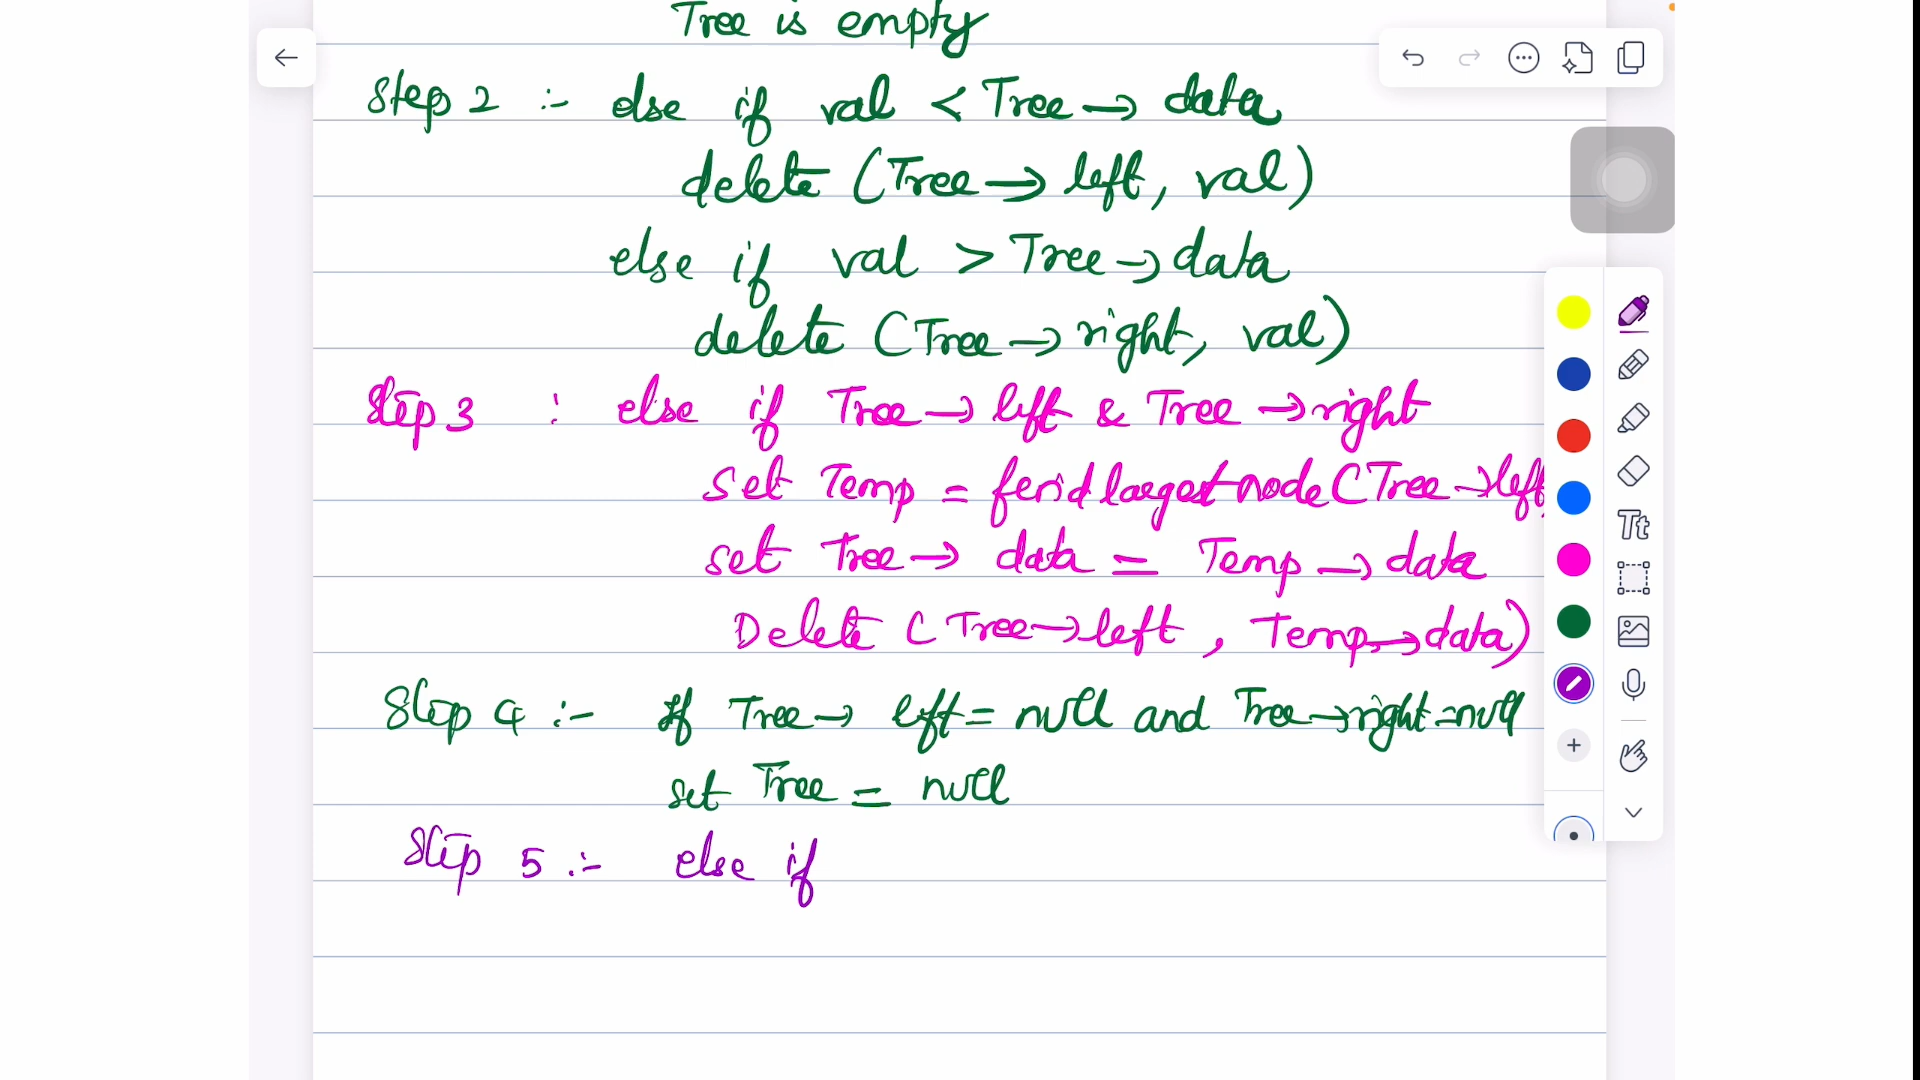 Tree is empty
Step 2 :- else if val < Tree → data
delete (Tree → left, val)
else if val > Tree → data
delete (Tree → right, val)
Step 3 : else if Tree → left & Tree → right
set Temp = find largest node (Tree → left
set Tree → data = Temp → data
Delete (Tree → left, Temp → data)
Step 4 :- If Tree → left = null and Tree → right = null
set Tree = null
Step 5 :- else if
Tt